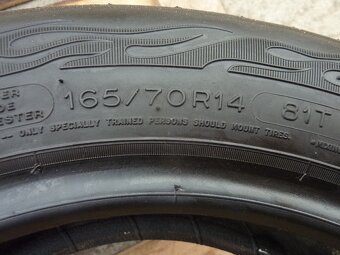 165/70R14 81T
ONLY SPECIALLY TRAINED PERSONS SHOULD MOUNT TIRES.